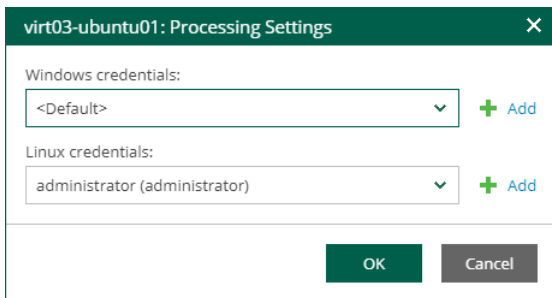 virt03-ubuntu01: Processing Settings
Windows credentials:
<Default>
Add
Linux credentials:
administrator (administrator)
Add
OK
Cancel